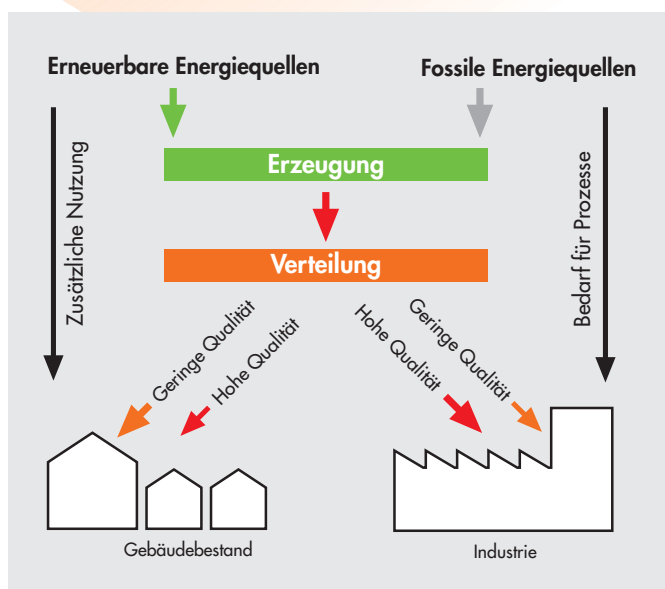 Erneuerbare Energiequellen
Fossile Energiequellen
Zusätzliche Nutzung
Erzeugung
Bedarf für Prozesse
Verteilung
Geringe Qualität
Hohe Qualität
Hohe Qualität
Geringe Qualität
Gebäudebestand
Industrie